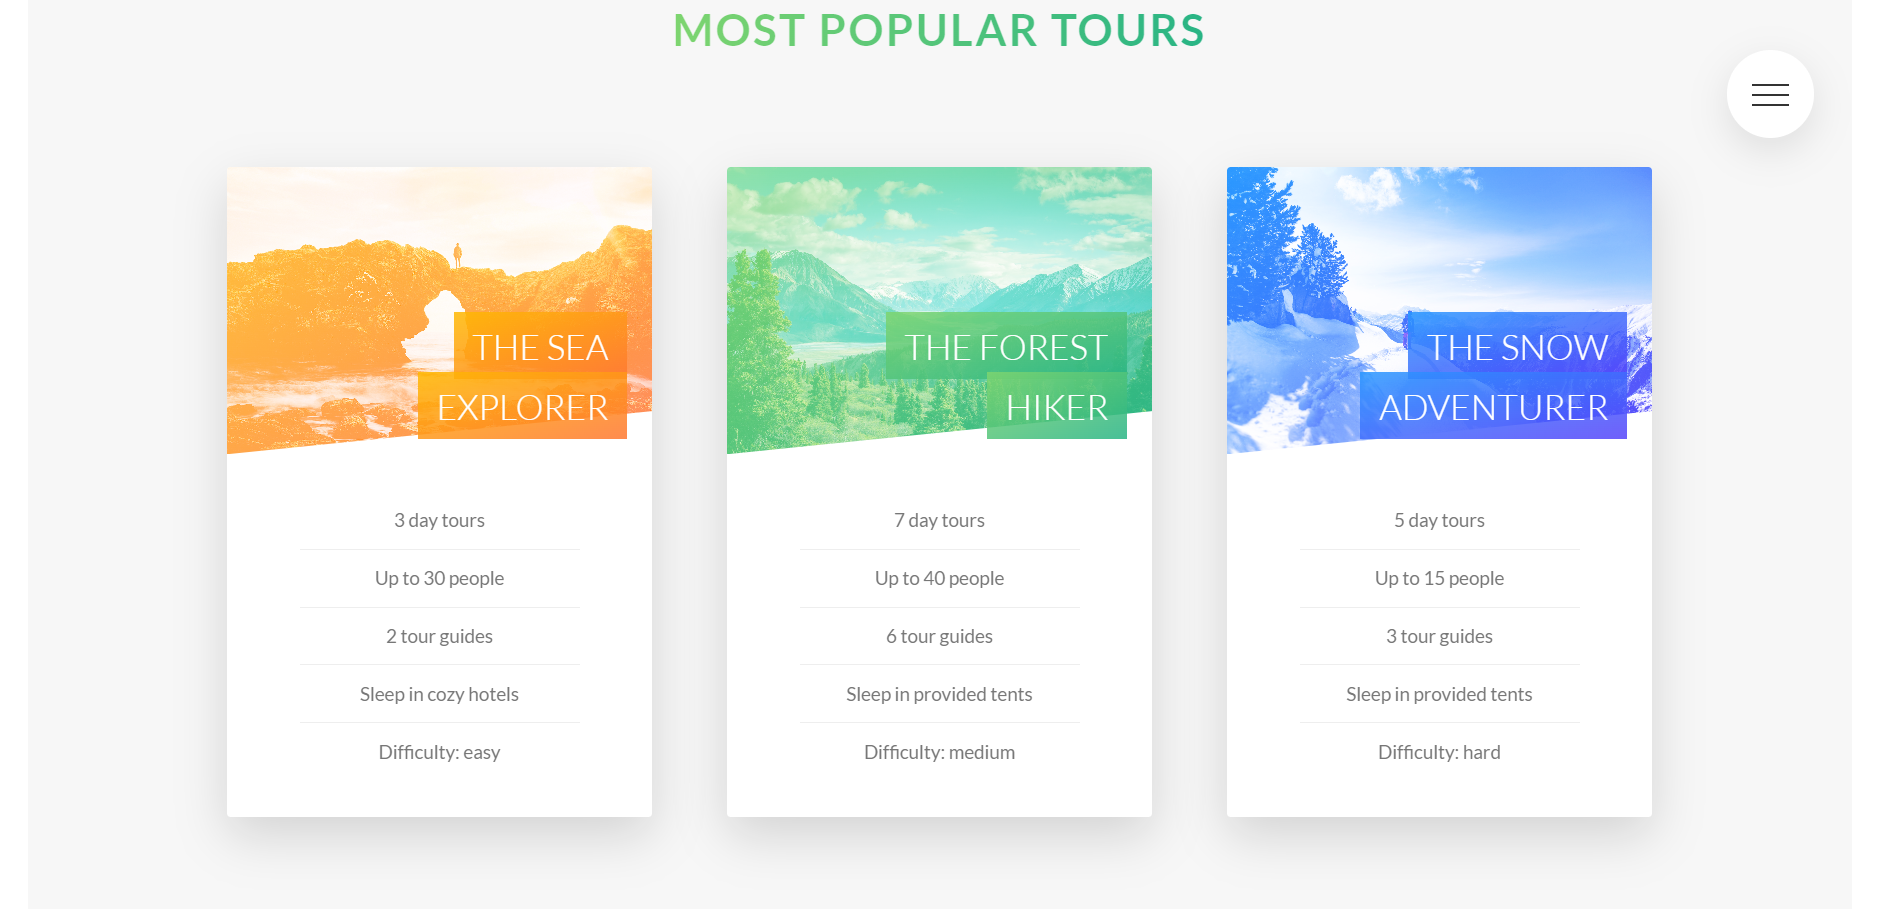 MOST POPULAR TOURS
THE SEA
EXPLORER
3 day tours
Up to 30 people
2 tour guides
Sleep in cozy hotels
Difficulty: easy
THE FOREST
HIKER
7 day tours
Up to 40 people
6 tour guides
Sleep in provided tents
Difficulty: medium
THE SNOW
ADVENTURER
5 day tours
Up to 15 people
3 tour guides
Sleep in provided tents
Difficulty: hard